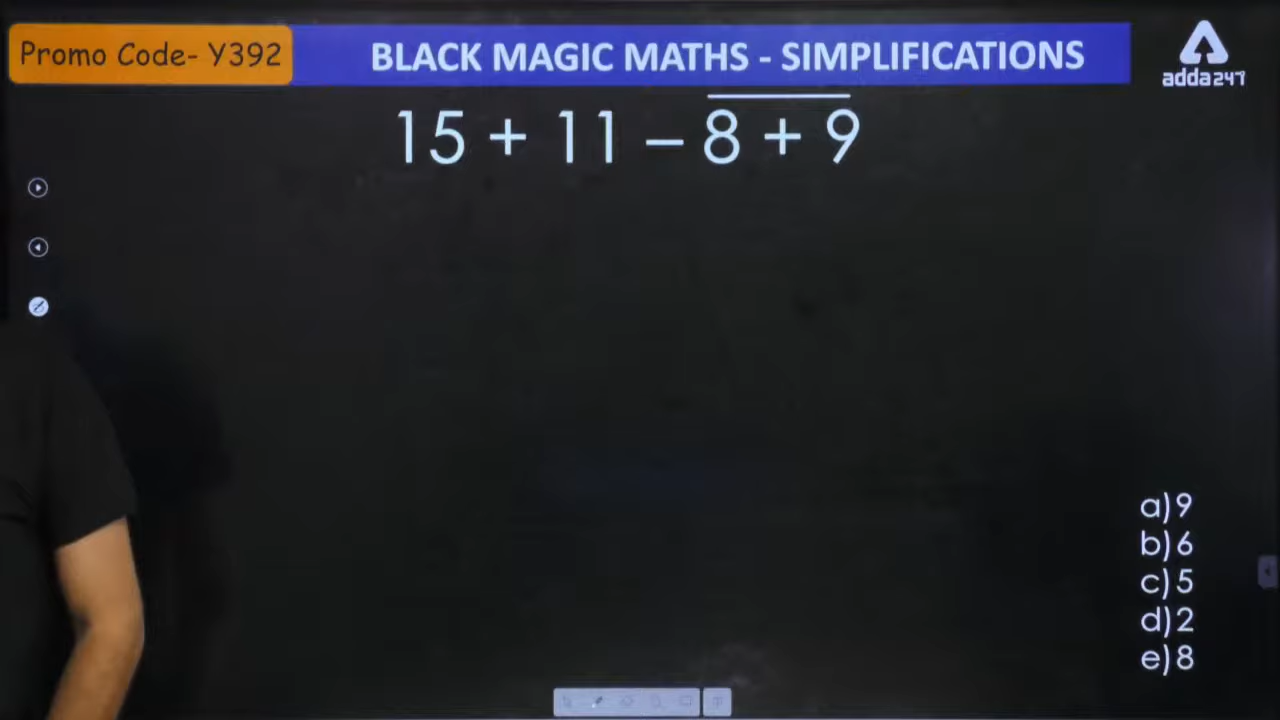 Promo Code- Y392
BLACK MAGIC MATHS - SIMPLIFICATIONS
adda247
15 + 11 – 8 + 9
a) 9
b) 6
c) 5
d) 2
e) 8